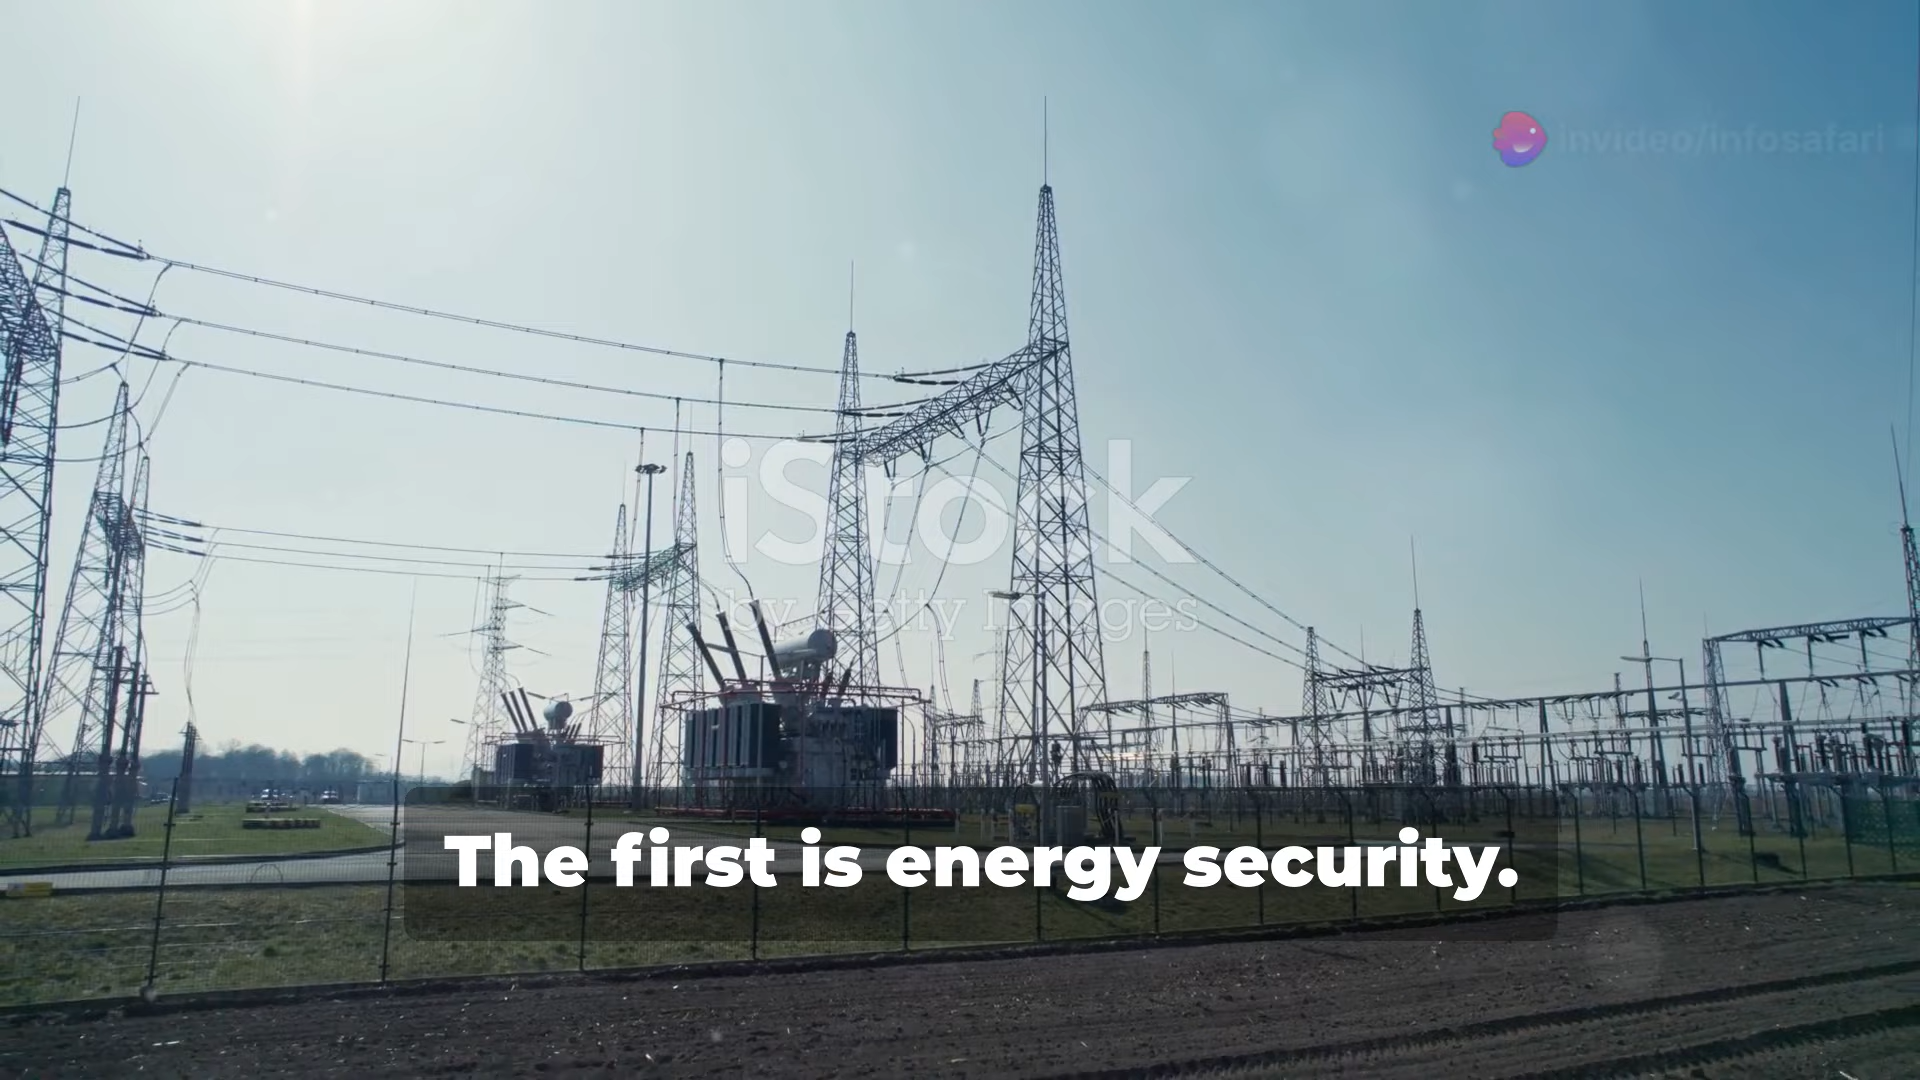 invideo/infosafari
iStock
by Getty Images
The first is energy security.